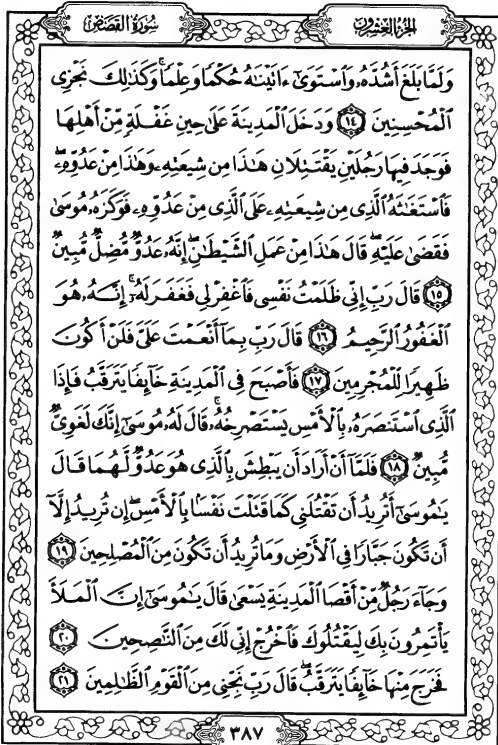 الجزء العشرون
سورة القصص
وَلَمَّا بَلَغَ أَشُدَّهُۥ وَٱسْتَوَىٰٓ ءَاتَيْنَٰهُ حُكْمًا وَعِلْمًا ۚ وَكَذَٰلِكَ نَجْزِى
ٱلْمُحْسِنِينَ ١٤ وَدَخَلَ ٱلْمَدِينَةَ عَلَىٰ حِينِ غَفْلَةٍ مِّنْ أَهْلِهَا
فَوَجَدَ فِيهَا رَجُلَيْنِ يَقْتَتِلَانِ هَٰذَا مِن شِيعَتِهِۦ وَهَٰذَا مِنْ عَدُوِّهِۦ ۖ
فَٱسْتَغَٰثَهُ ٱلَّذِى مِن شِيعَتِهِۦ عَلَى ٱلَّذِى مِنْ عَدُوِّهِۦ فَوَكَزَهُۥ مُوسَىٰ
فَقَضَىٰ عَلَيْهِ ۖ قَالَ هَٰذَا مِنْ عَمَلِ ٱلشَّيْطَٰنِ ۖ إِنَّهُۥ عَدُوٌّ مُّضِلٌّ مُّبِينٌ
١٥ قَالَ رَبِّ إِنِّى ظَلَمْتُ نَفْسِى فَٱغْفِرْ لِى فَغَفَرَ لَهُۥٓ ۚ إِنَّهُۥ هُوَ
ٱلْغَفُورُ ٱلرَّحِيمُ ١٦ قَالَ رَبِّ بِمَآ أَنْعَمْتَ عَلَىَّ فَلَنْ أَكُونَ
ظَهِيرًا لِّلْمُجْرِمِينَ ١٧ فَأَصْبَحَ فِى ٱلْمَدِينَةِ خَآئِفًا يَتَرَقَّبُ فَإِذَا
ٱلَّذِى ٱسْتَنصَرَهُۥ بِٱلْأَمْسِ يَسْتَصْرِخُهُۥ ۚ قَالَ لَهُۥ مُوسَىٰٓ إِنَّكَ لَغَوِىٌّ
مُّبِينٌ ١٨ فَلَمَّآ أَنْ أَرَادَ أَن يَبْطِشَ بِٱلَّذِى هُوَ عَدُوٌّ لَّهُمَا قَالَ
يَٰمُوسَىٰٓ أَتُرِيدُ أَن تَقْتُلَنِى كَمَا قَتَلْتَ نَفْسًۢا بِٱلْأَمْسِ ۖ إِن تُرِيدُ إِلَّآ
أَن تَكُونَ جَبَّارًا فِى ٱلْأَرْضِ وَمَا تُرِيدُ أَن تَكُونَ مِنَ ٱلْمُصْلِحِينَ ١٩
وَجَآءَ رَجُلٌ مِّنْ أَقْصَا ٱلْمَدِينَةِ يَسْعَىٰ قَالَ يَٰمُوسَىٰٓ إِنَّ ٱلْمَلَأَ
يَأْتَمِرُونَ بِكَ لِيَقْتُلُوكَ فَٱخْرُجْ إِنِّى لَكَ مِنَ ٱلنَّٰصِحِينَ ٢٠
فَخَرَجَ مِنْهَا خَآئِفًا يَتَرَقَّبُ ۖ قَالَ رَبِّ نَجِّنِى مِنَ ٱلْقَوْمِ ٱلظَّٰلِمِينَ ٢١
٣٨٧